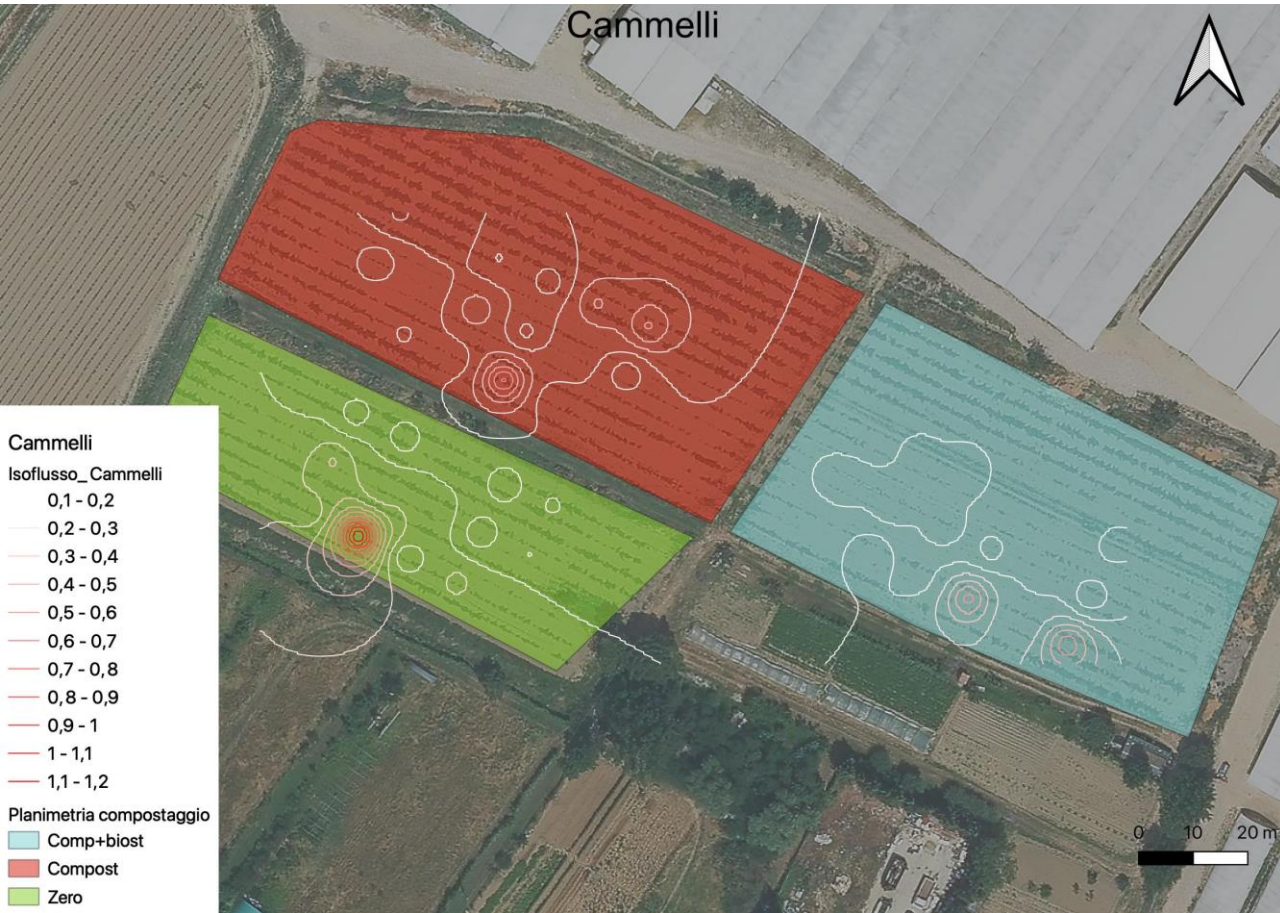 Cammelli
Cammelli
Isoflusso_Cammelli
0,1 - 0,2
0,2 - 0,3
0,3 - 0,4
0,4 - 0,5
0,5 - 0,6
0,6 - 0,7
0,7 - 0,8
0,8 - 0,9
0,9 - 1
1 - 1,1
1,1 - 1,2
Planimetria compostaggio
Comp+biost
Compost
Zero
0 10 20 m